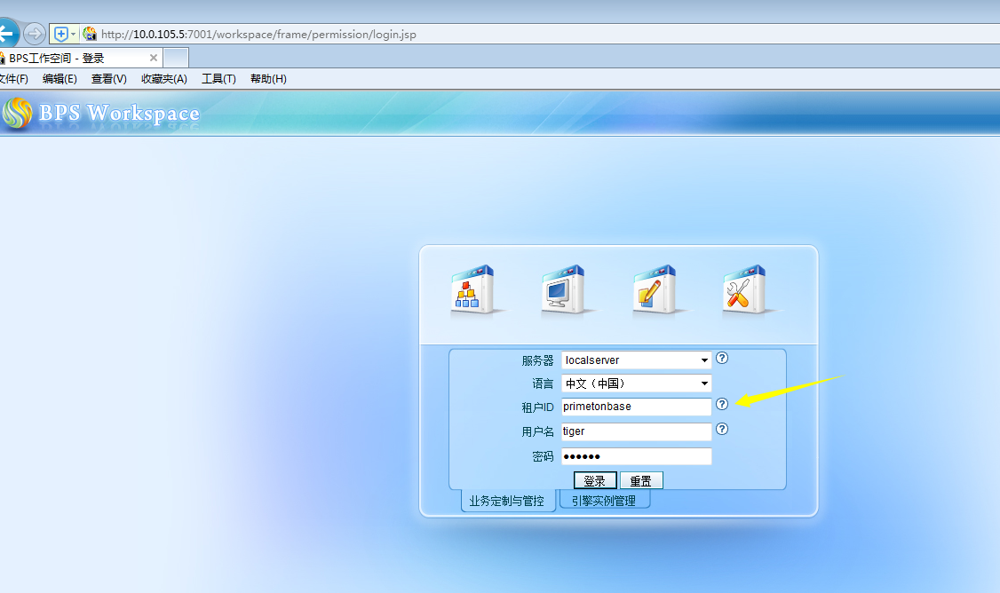 http://10.0.105.5:7001/workspace/frame/permission/login.jsp
BPS工作空间 - 登录
文件(F) 编辑(E) 查看(V) 收藏夹(A) 工具(T) 帮助(H)
BPS Workspace
服务器 localserver
语言 中文（中国）
租户ID primetonbase
用户名 tiger
密码 ••••••
登录 重置
业务定制与管控 引擎实例管理